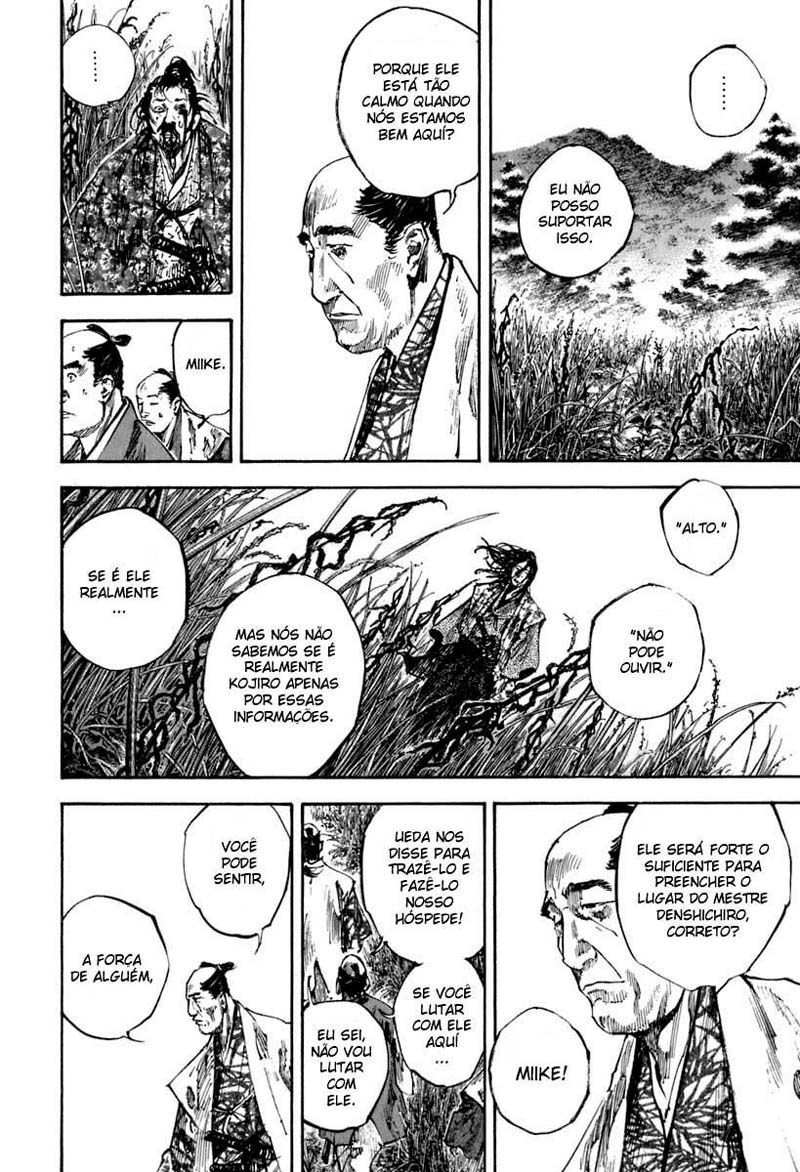 ......
EU NÃO
POSSO
SUPORTAR
ISSO.
PORQUE ELE
ESTÁ TÃO
CALMO QUANDO
NÓS ESTAMOS
BEM AQUÍ?
......
MIIKE.
"ALTO."
"NÃO
PODE
OUVIR."
MAS NÓS NÃO
SABEMOS SE É
REALMENTE
KOJIRO APENAS
POR ESSAS
INFORMAÇÕES.
SE É ELE
REALMENTE
...
ELE SERÁ FORTE O
SUFICIENTE PARA
PREENCHER O
LUGAR DO MESTRE
DENSHICHIRO,
CORRETO?
MIIKE!
UEDA NOS
DISSE PARA
TRAZÊ-LO E
FAZÊ-LO
NOSSO
HÓSPEDE!
SE VOCÊ
LUTAR
COM ELE
AQUÍ
...
EU SEI,
NÃO VOU
LUTAR
COM
ELE.
VOCÊ
PODE
SENTIR,
A FORÇA
DE ALGUÉM,